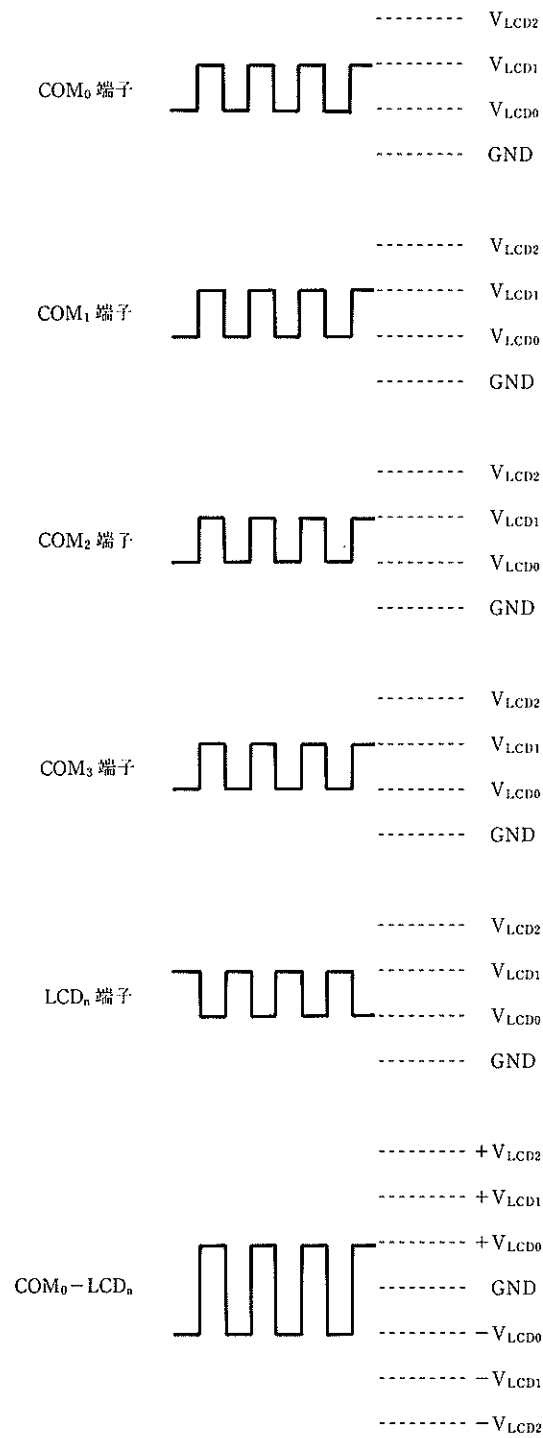 V_LCD2
V_LCD1
COM₀ 端子
V_LCD0
GND
V_LCD2
V_LCD1
COM₁ 端子
V_LCD0
GND
V_LCD2
V_LCD1
COM₂ 端子
V_LCD0
GND
V_LCD2
V_LCD1
COM₃ 端子
V_LCD0
GND
V_LCD2
V_LCD1
LCDₙ 端子
V_LCD0
GND
+V_LCD2
+V_LCD1
+V_LCD0
COM₀－LCDₙ
GND
－V_LCD0
－V_LCD1
－V_LCD2